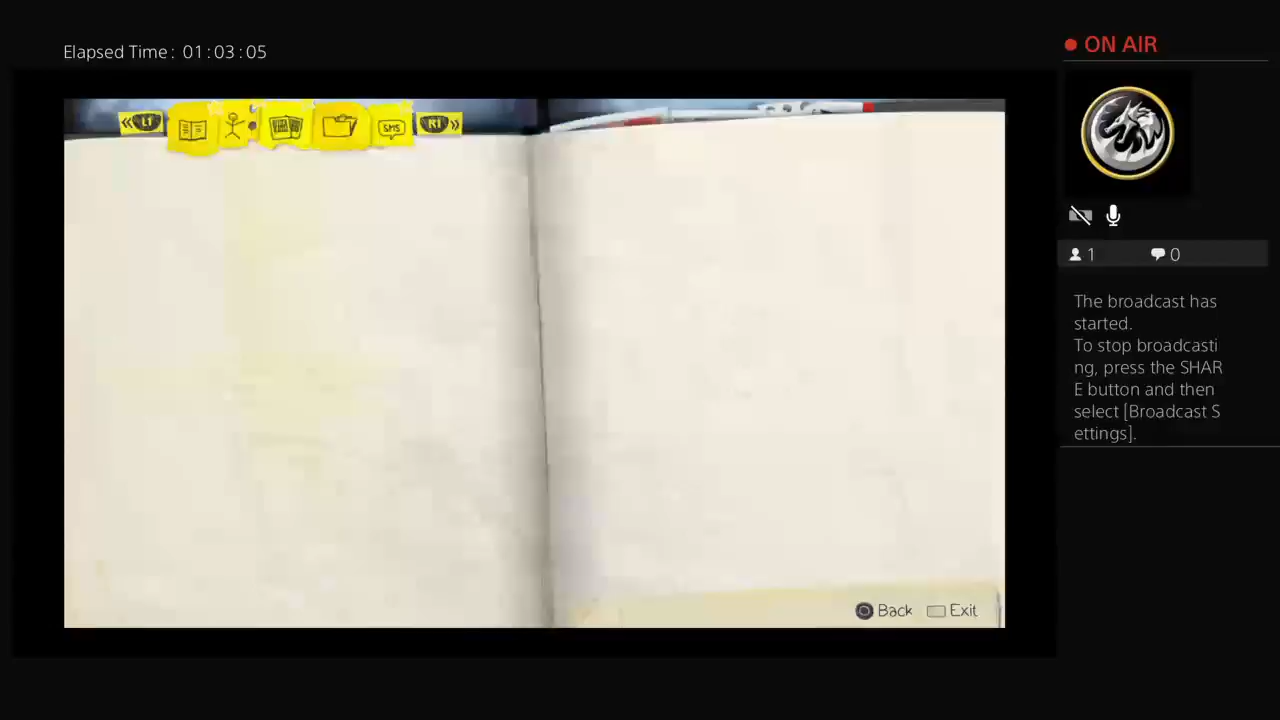 Elapsed Time: 01:03:05
ON AIR
L1
SMS
R1
1
0
The broadcast has
started.
To stop broadcasti
ng, press the SHAR
E button and then
select [Broadcast S
ettings].
Back
Exit